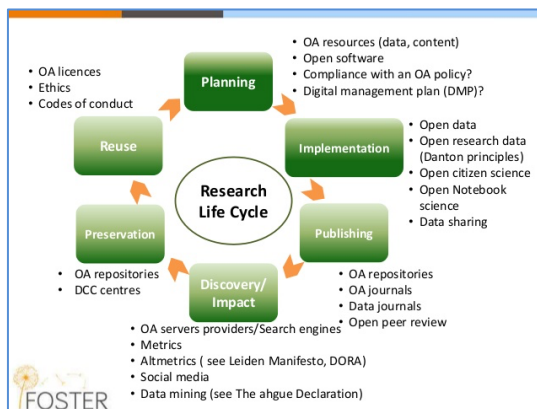 • OA resources (data, content)
• Open software
• Compliance with an OA policy?
• Digital management plan (DMP)?
Planning
• OA licences
• Ethics
• Codes of conduct
Reuse
Implementation
• Open data
• Open research data
(Danton principles)
• Open citizen science
• Open Notebook
science
• Data sharing
Research
Life Cycle
Preservation
Publishing
• OA repositories
• DCC centres
Discovery/
Impact
• OA repositories
• OA journals
• Data journals
• Open peer review
• OA servers providers/Search engines
• Metrics
• Altmetrics ( see Leiden Manifesto, DORA)
• Social media
• Data mining (see The ahgue Declaration)
FOSTER